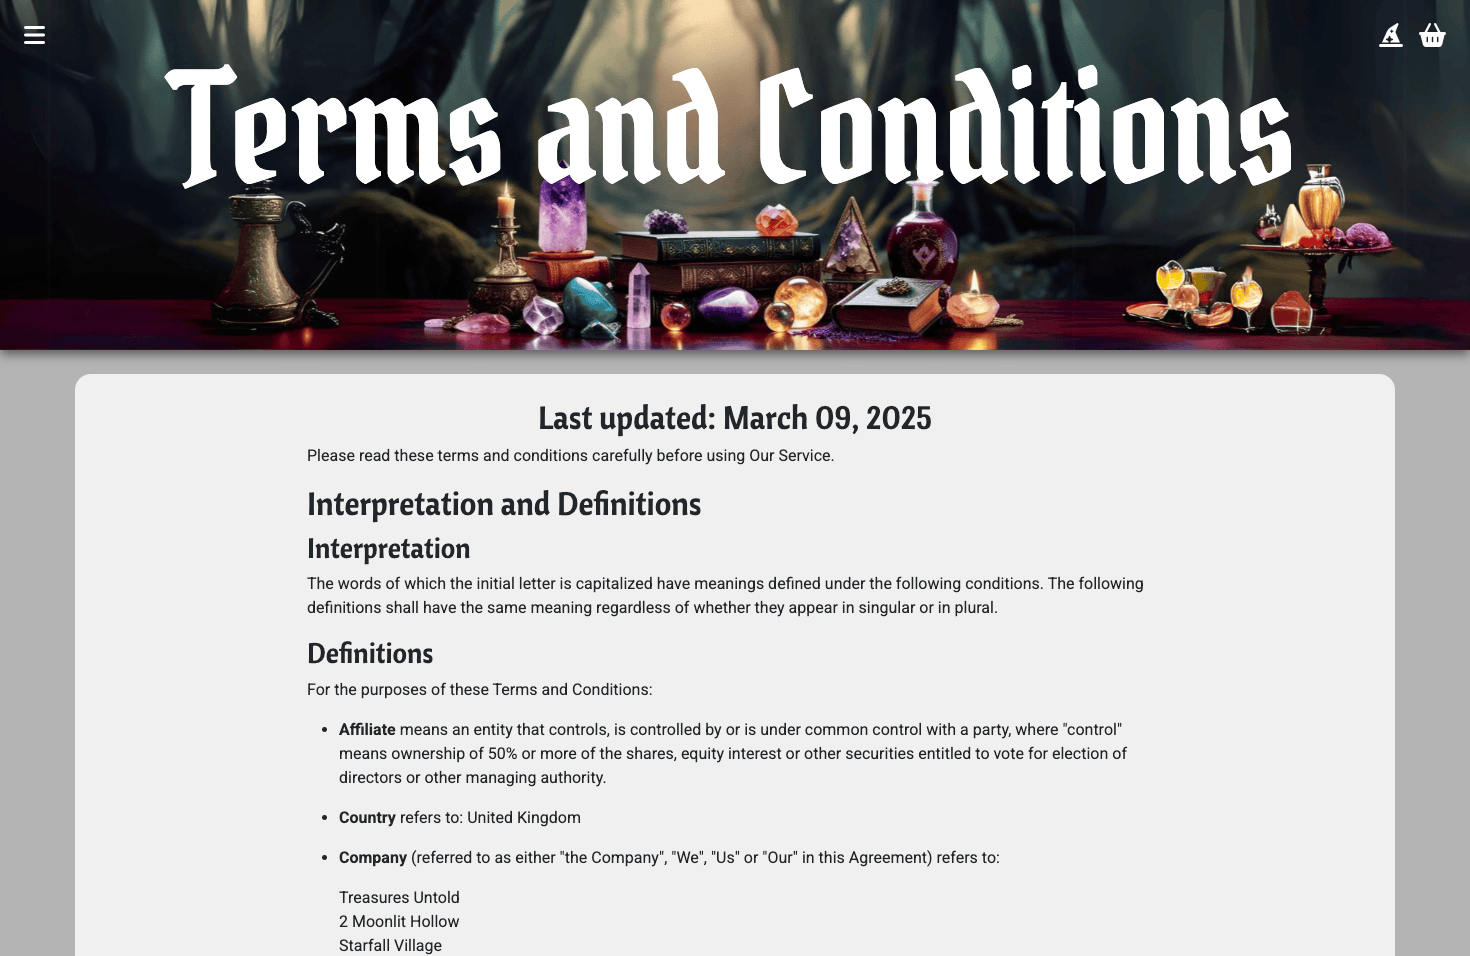 Terms and Conditions
Last updated: March 09, 2025
Please read these terms and conditions carefully before using Our Service.
Interpretation and Definitions
Interpretation
The words of which the initial letter is capitalized have meanings defined under the following conditions. The following
definitions shall have the same meaning regardless of whether they appear in singular or in plural.
Definitions
For the purposes of these Terms and Conditions:
• Affiliate means an entity that controls, is controlled by or is under common control with a party, where "control"
means ownership of 50% or more of the shares, equity interest or other securities entitled to vote for election of
directors or other managing authority.
• Country refers to: United Kingdom
• Company (referred to as either "the Company", "We", "Us" or "Our" in this Agreement) refers to:
Treasures Untold
2 Moonlit Hollow
Starfall Village